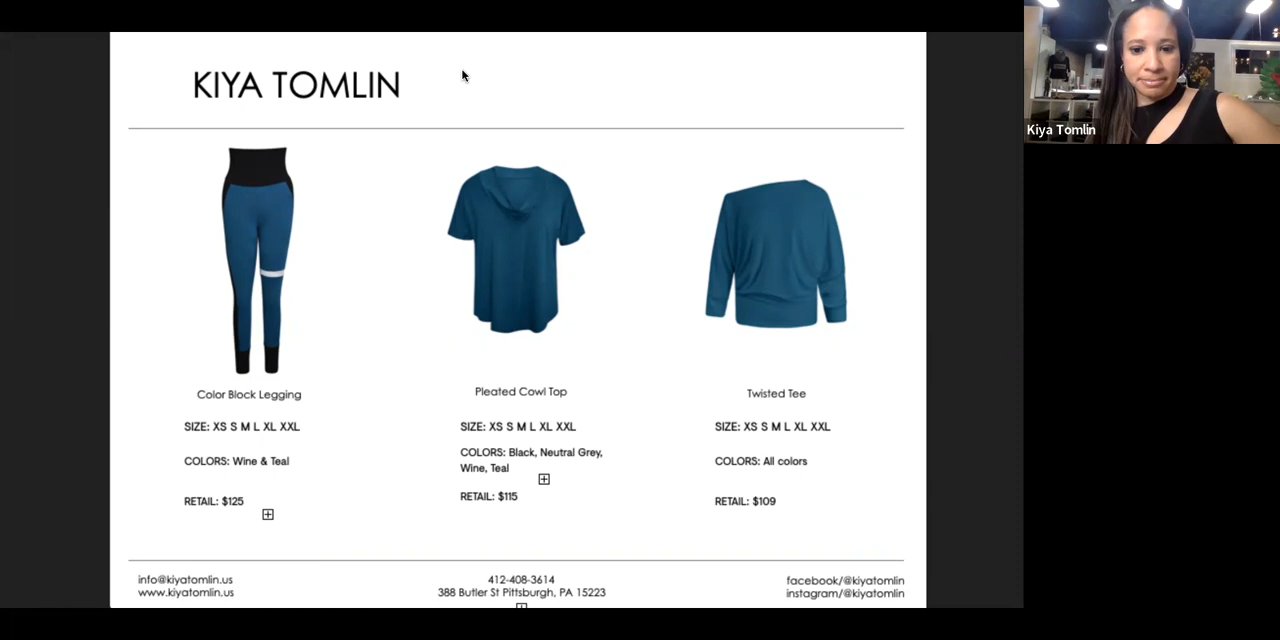 KIYA TOMLIN
Kiya Tomlin
Color Block Legging
SIZE: XS S M L XL XXL
COLORS: Wine & Teal
RETAIL: $125
Pleated Cowl Top
SIZE: XS S M L XL XXL
COLORS: Black, Neutral Grey,
Wine, Teal
RETAIL: $115
Twisted Tee
SIZE: XS S M L XL XXL
COLORS: All colors
RETAIL: $109
info@kiyatomlin.us
www.kiyatomlin.us
412-408-3614
388 Butler St Pittsburgh, PA 15223
facebook/@kiyatomlin
instagram/@kiyatomlin